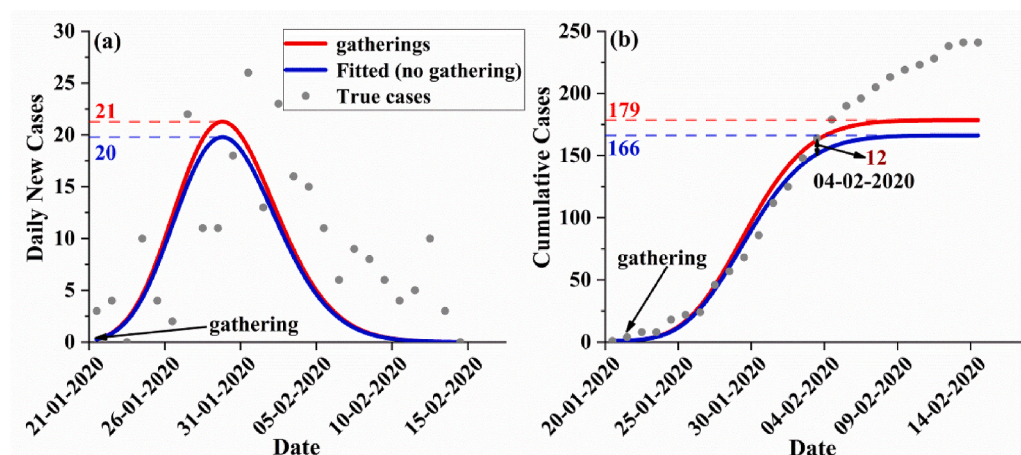 (a)
gatherings
Fitted (no gathering)
True cases
30
25
20
15
10
5
0
21
20
gathering
Daily New Cases
21-01-2020
26-01-2020
31-01-2020
05-02-2020
10-02-2020
15-02-2020
Date
(b)
250
200
150
100
50
0
179
166
12
04-02-2020
gathering
Cumulative Cases
20-01-2020
25-01-2020
30-01-2020
04-02-2020
09-02-2020
14-02-2020
Date